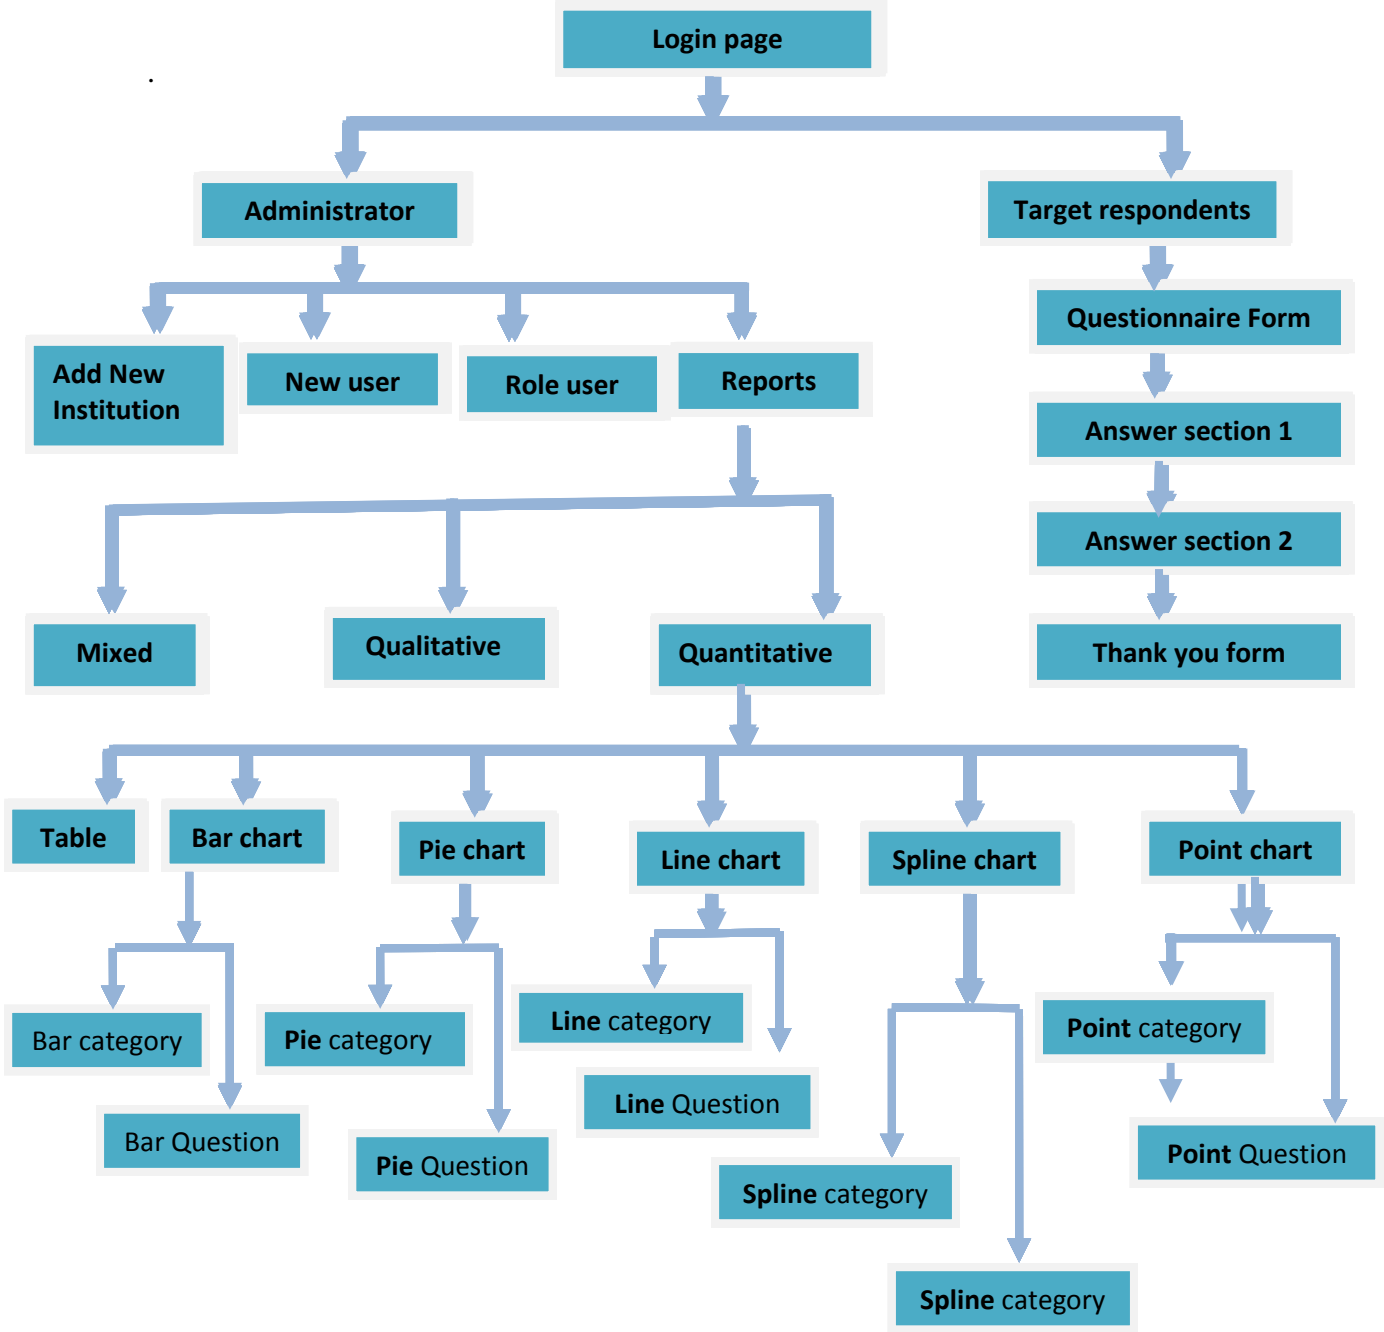 Login page
.
Administrator
Target respondents
Questionnaire Form
Add New
Institution
New user
Role user
Reports
Answer section 1
Answer section 2
Mixed
Qualitative
Quantitative
Thank you form
Table
Bar chart
Pie chart
Line chart
Spline chart
Point chart
Bar category
Pie category
Line category
Point category
Line Question
Bar Question
Pie Question
Point Question
Spline category
Spline category